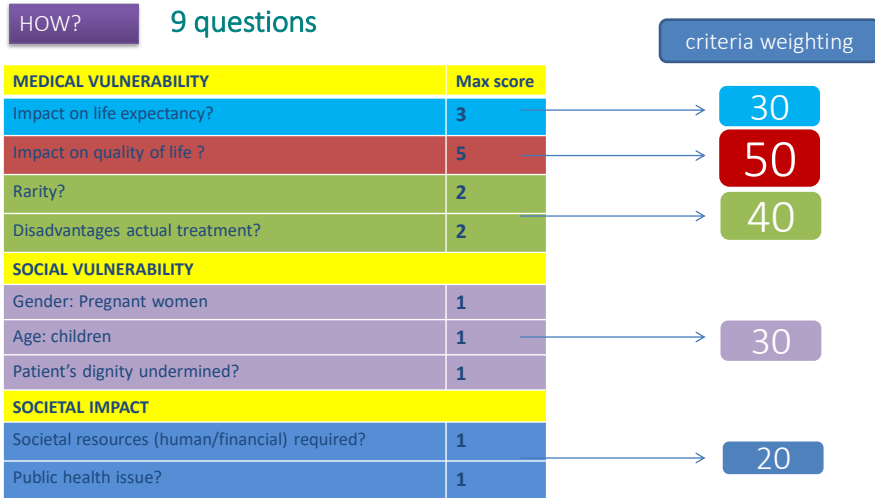 HOW?
9 questions
criteria weighting
MEDICAL VULNERABILITY Max score
Impact on life expectancy? 3 30
Impact on quality of life ? 5 50
Rarity? 2
Disadvantages actual treatment? 2 40
SOCIAL VULNERABILITY
Gender: Pregnant women 1
Age: children 1 30
Patient’s dignity undermined? 1
SOCIETAL IMPACT
Societal resources (human/financial) required? 1
20
Public health issue? 1